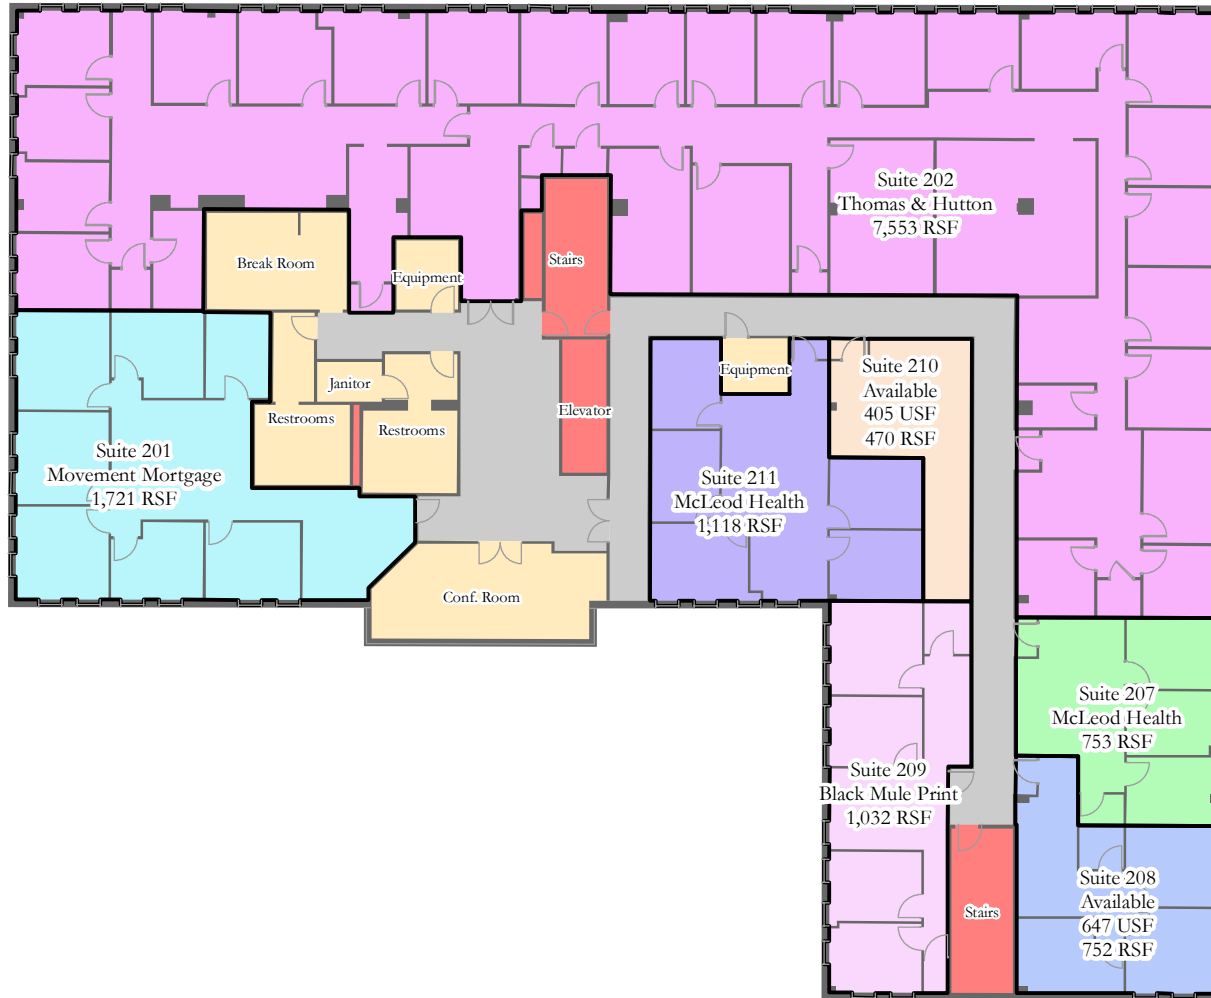 Suite 202
Thomas & Hutton
7,553 RSF
Stairs
Break Room
Equipment
Janitor
Restrooms
Restrooms
Elevator
Equipment
Suite 210
Available
405 USF
470 RSF
Suite 201
Movement Mortgage
1,721 RSF
Suite 211
McLeod Health
1,118 RSF
Conf. Room
Suite 207
McLeod Health
753 RSF
Suite 209
Black Mule Print
1,032 RSF
Stairs
Suite 208
Available
647 USF
752 RSF